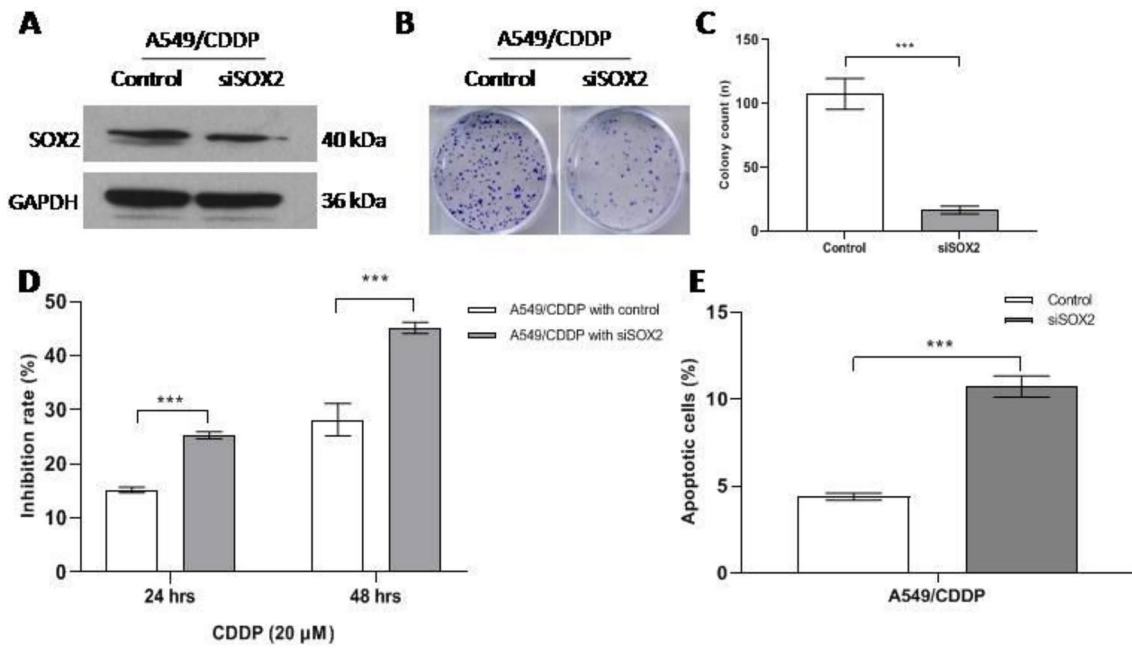 A
A549/CDDP
Control siSOX2
SOX2 40 kDa
GAPDH 36 kDa
B
A549/CDDP
Control siSOX2
C
***
150
100
50
0
Colony count (n)
Control siSOX2
D
*** ***
A549/CDDP with control
A549/CDDP with siSOX2
50
40
30
20
10
0
Inhibition rate (%)
24 hrs 48 hrs
CDDP (20 µM)
E
Control
siSOX2
***
15
10
5
0
Apoptotic cells (%)
A549/CDDP